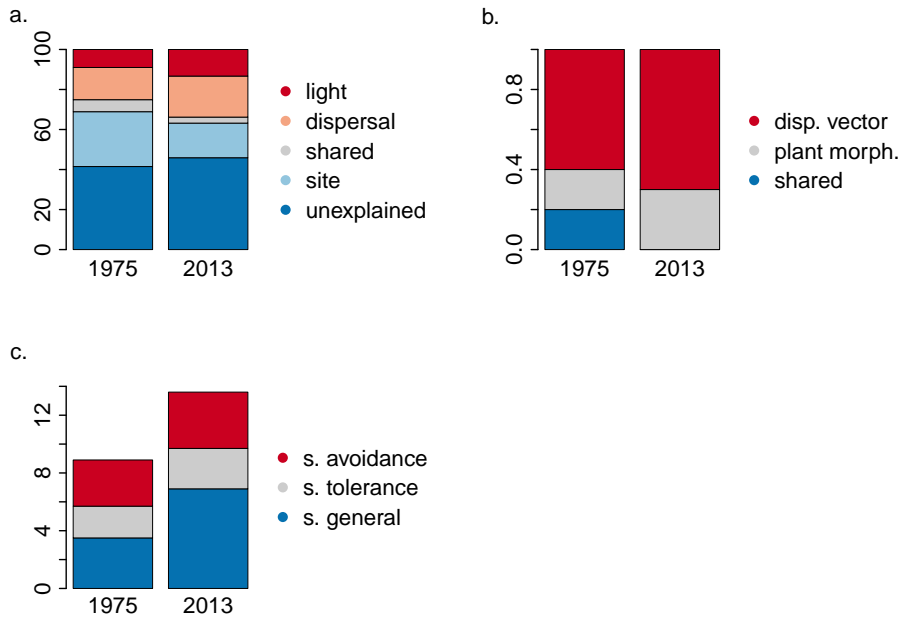 a.
100
60
20
0
1975 2013
light
dispersal
shared
site
unexplained
b.
0.8
0.4
0.0
1975 2013
disp. vector
plant morph.
shared
c.
12
8
4
0
1975 2013
s. avoidance
s. tolerance
s. general